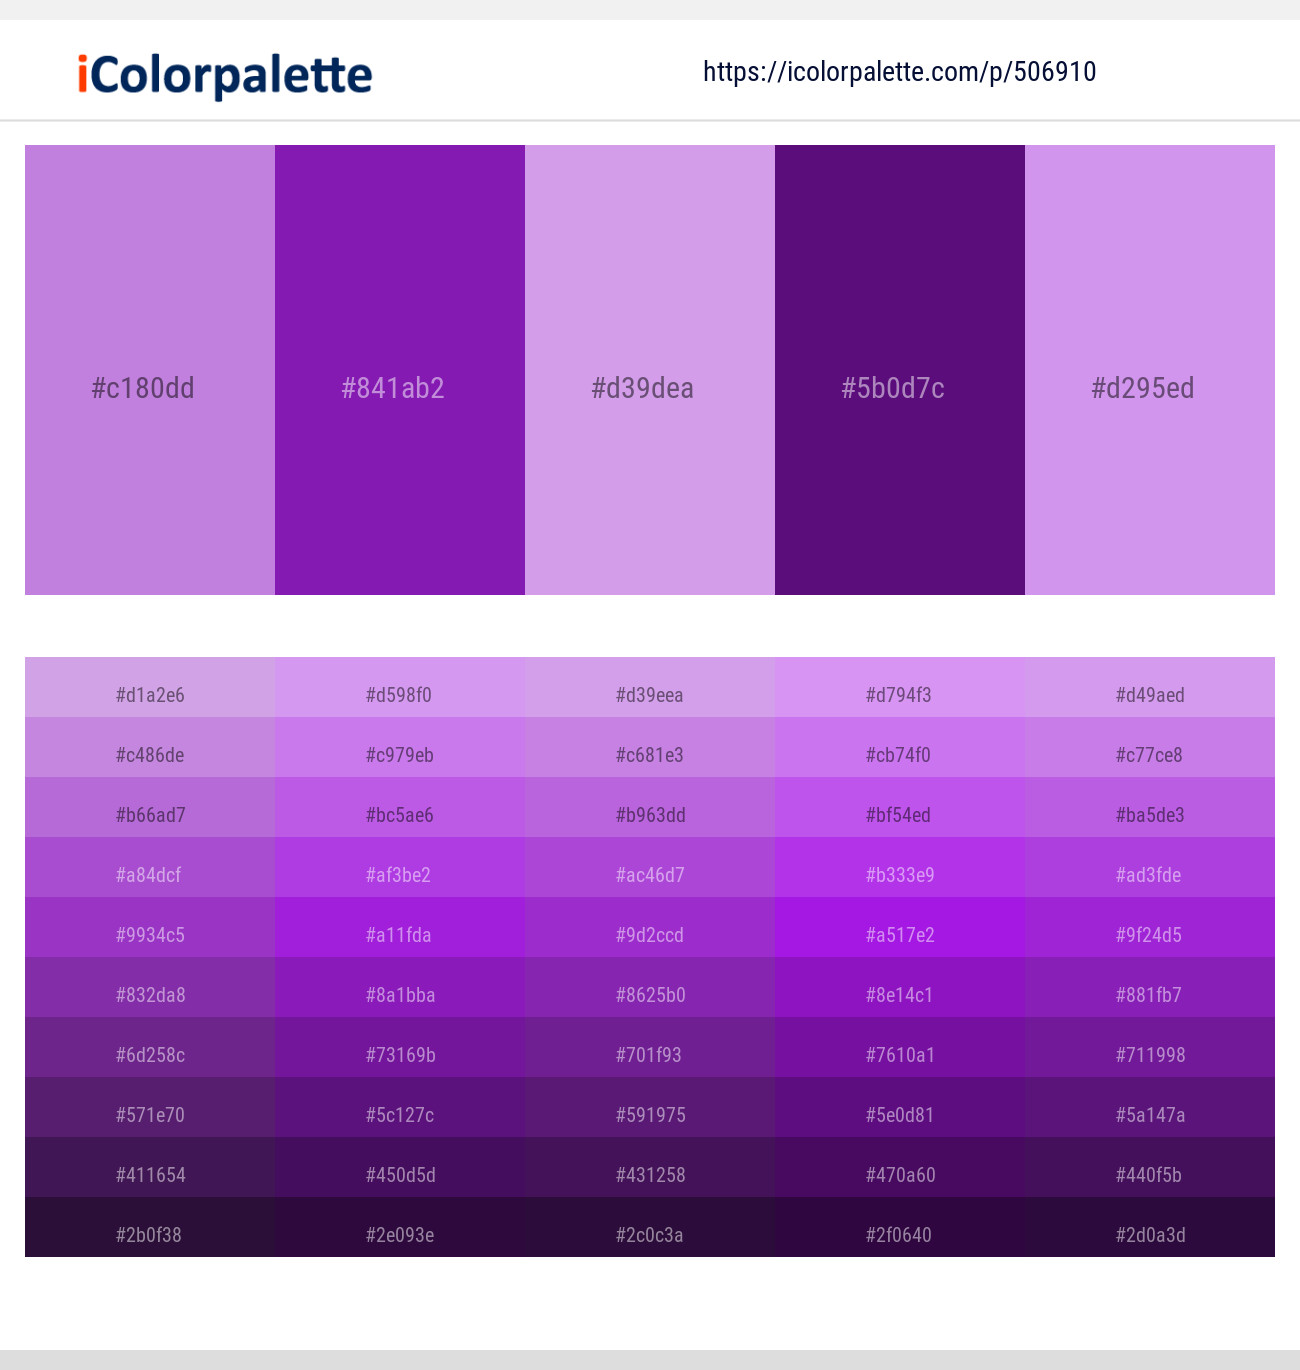 iColorpalette
https://icolorpalette.com/p/506910
#c180dd #841ab2 #d39dea #5b0d7c #d295ed
#d1a2e6 #d598f0 #d39eea #d794f3 #d49aed
#c486de #c979eb #c681e3 #cb74f0 #c77ce8
#b66ad7 #bc5ae6 #b963dd #bf54ed #ba5de3
#a84dcf #af3be2 #ac46d7 #b333e9 #ad3fde
#9934c5 #a11fda #9d2ccd #a517e2 #9f24d5
#832da8 #8a1bba #8625b0 #8e14c1 #881fb7
#6d258c #73169b #701f93 #7610a1 #711998
#571e70 #5c127c #591975 #5e0d81 #5a147a
#411654 #450d5d #431258 #470a60 #440f5b
#2b0f38 #2e093e #2c0c3a #2f0640 #2d0a3d